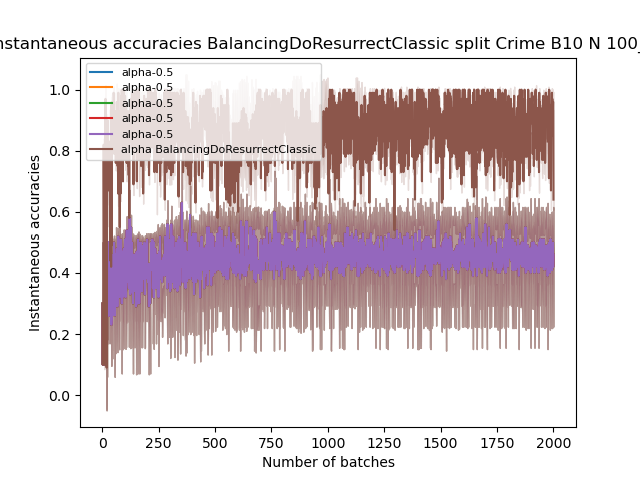 nstantaneous accuracies BalancingDoResurrectClassic split Crime B10 N 100_
alpha-0.5
alpha-0.5
alpha-0.5
alpha-0.5
alpha-0.5
alpha BalancingDoResurrectClassic
Instantaneous accuracies
1.0
0.8
0.6
0.4
0.2
0.0
0 250 500 750 1000 1250 1500 1750 2000
Number of batches